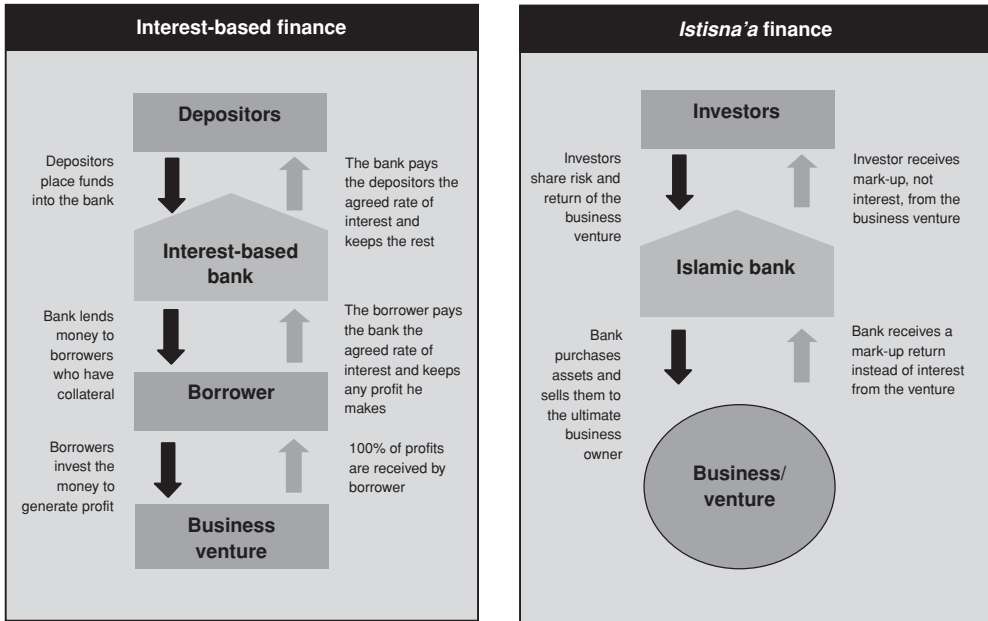 Interest-based finance
Depositors
Depositors
place funds
into the bank
The bank pays
the depositors the
agreed rate of
interest and
keeps the rest
Interest-based
bank
Bank lends
money to
borrowers
who have
collateral
The borrower pays
the bank the
agreed rate of
interest and keeps
any profit he
makes
Borrower
Borrowers
invest the
money to
generate profit
100% of profits
are received by
borrower
Business
venture
Istisna'a finance
Investors
Investors
share risk and
return of the
business
venture
Investor receives
mark-up, not
interest, from the
business venture
Islamic bank
Bank
purchases
assets and
sells them to
the ultimate
business
owner
Bank receives a
mark-up return
instead of interest
from the venture
Business/
venture